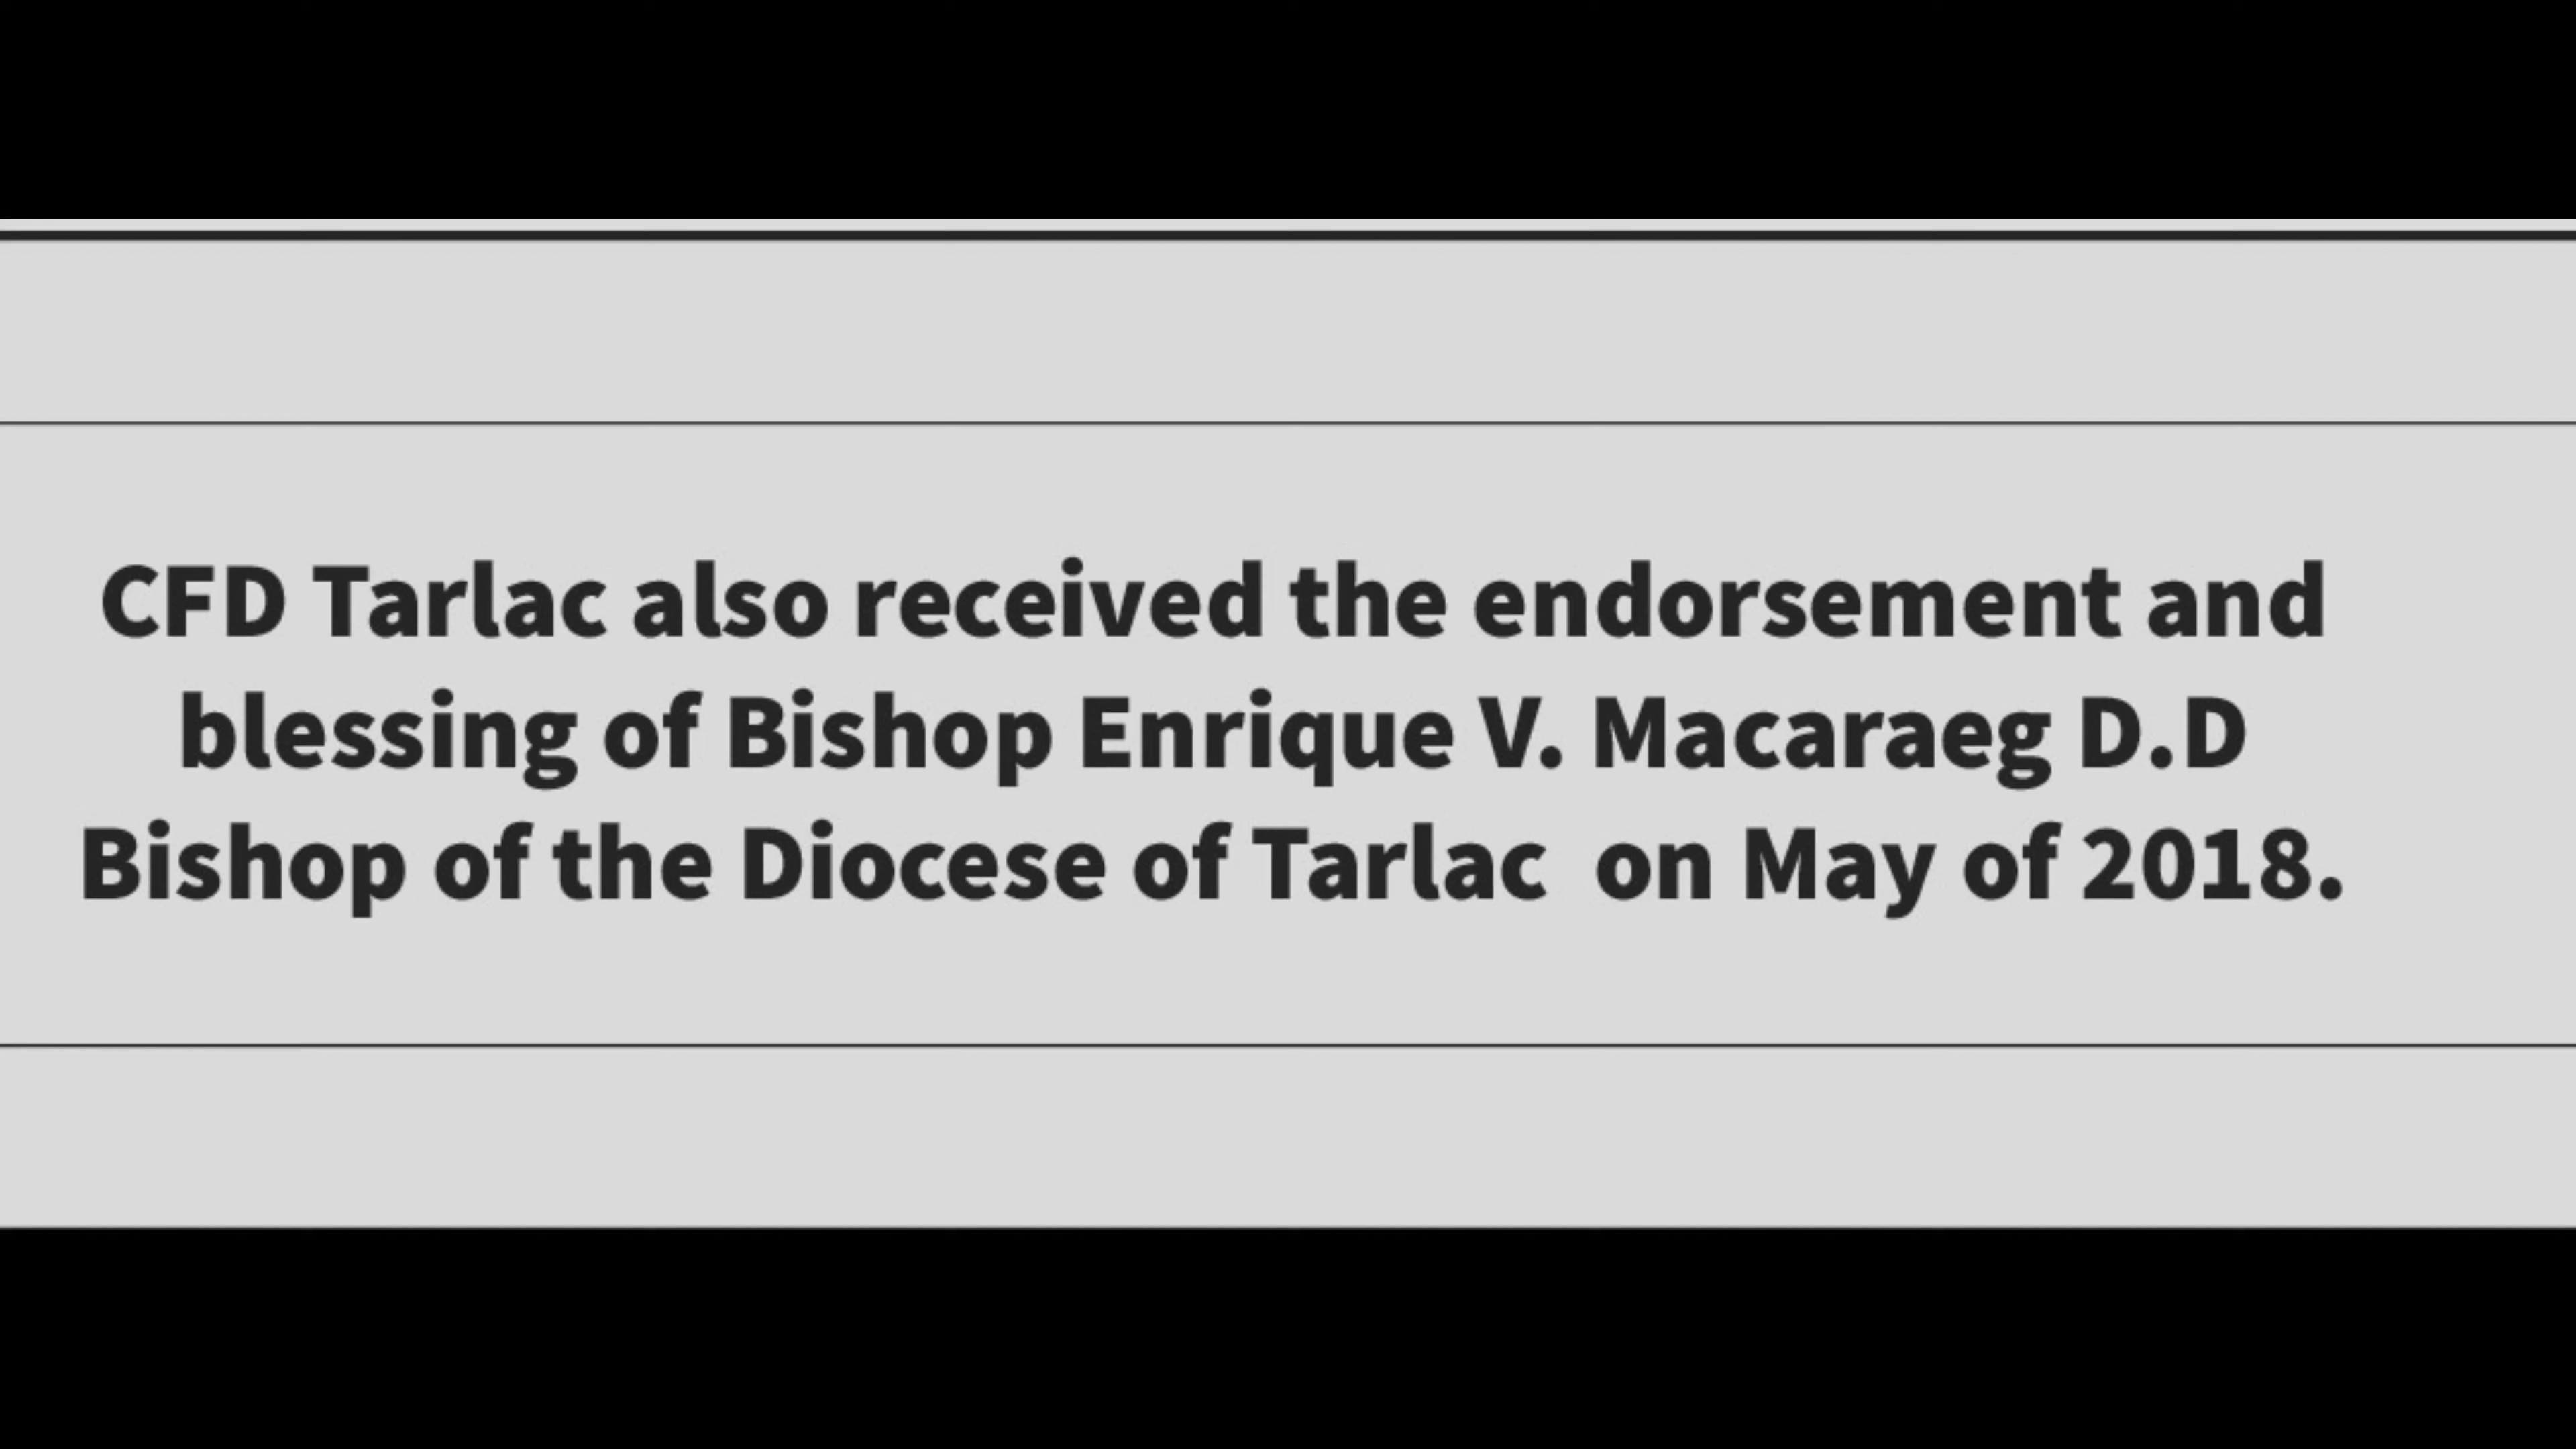 CFD Tarlac also received the endorsement and
blessing of Bishop Enrique V. Macaraeg D.D
Bishop of the Diocese of Tarlac  on May of 2018.